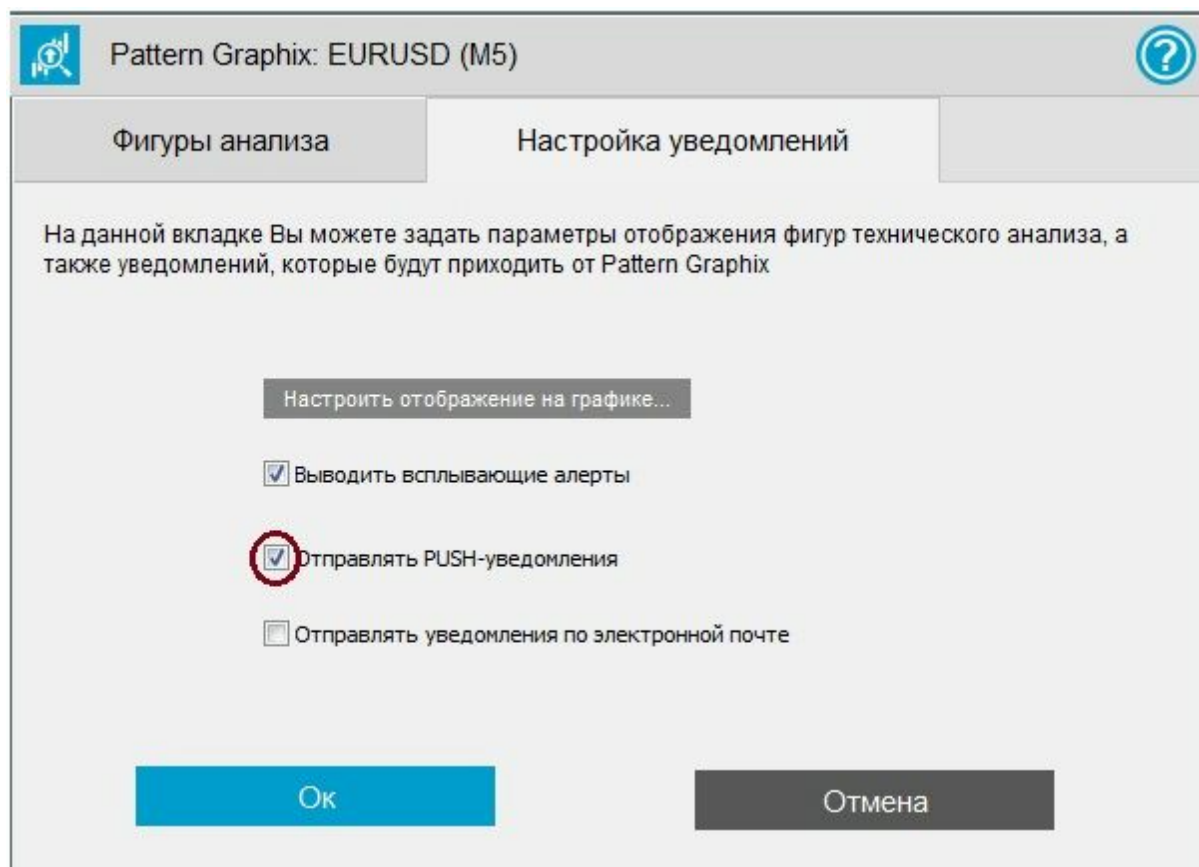 Pattern Graphix: EURUSD (M5)
?
Фигуры анализа
Настройка уведомлений
На данной вкладке Вы можете задать параметры отображения фигур технического анализа, а
также уведомлений, которые будут приходить от Pattern Graphix
Настроить отображение на графике...
Выводить всплывающие алерты
Отправлять PUSH-уведомления
Отправлять уведомления по электронной почте
Ок
Отмена